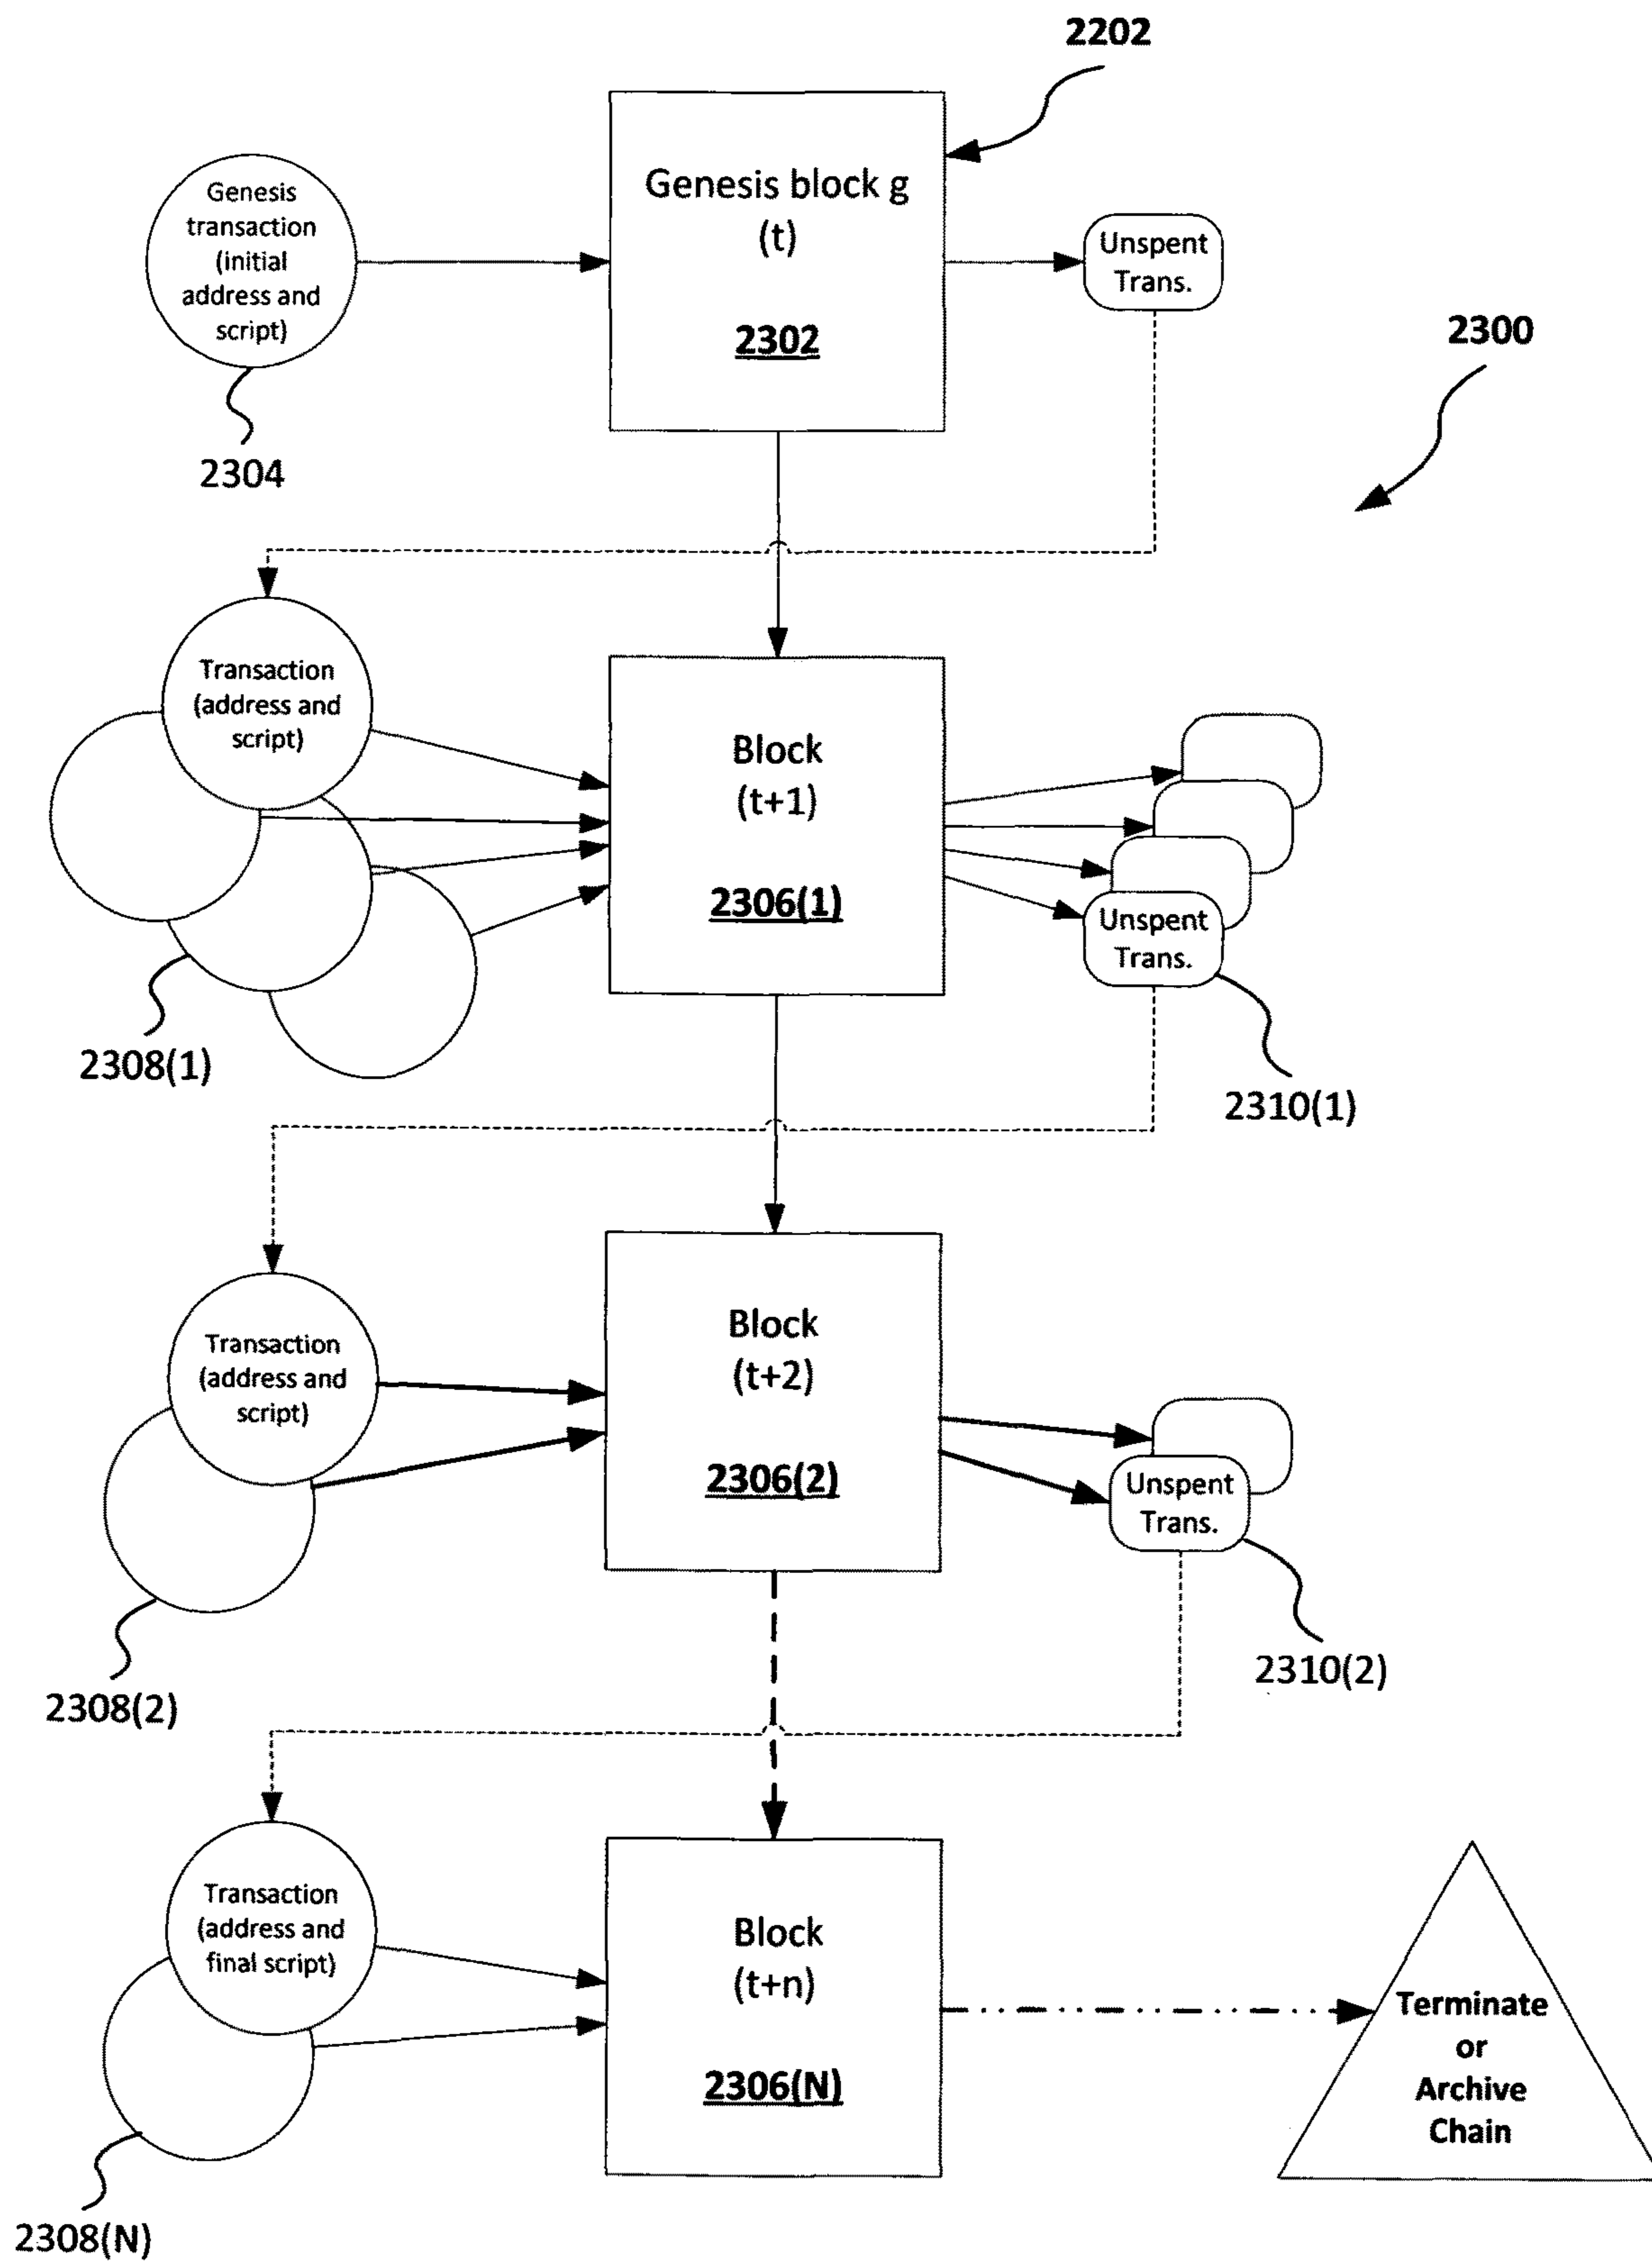 2202
Genesis
transaction
(initial
address and
script)
2304
Genesis block g
(t)
2302
Unspent
Trans.
2300
Transaction
(address and
script)
2308(1)
Block
(t+1)
2306(1)
Unspent
Trans.
2310(1)
Transaction
(address and
script)
2308(2)
Block
(t+2)
2306(2)
Unspent
Trans.
2310(2)
Transaction
(address and
final script)
2308(N)
Block
(t+n)
2306(N)
Terminate
or
Archive
Chain